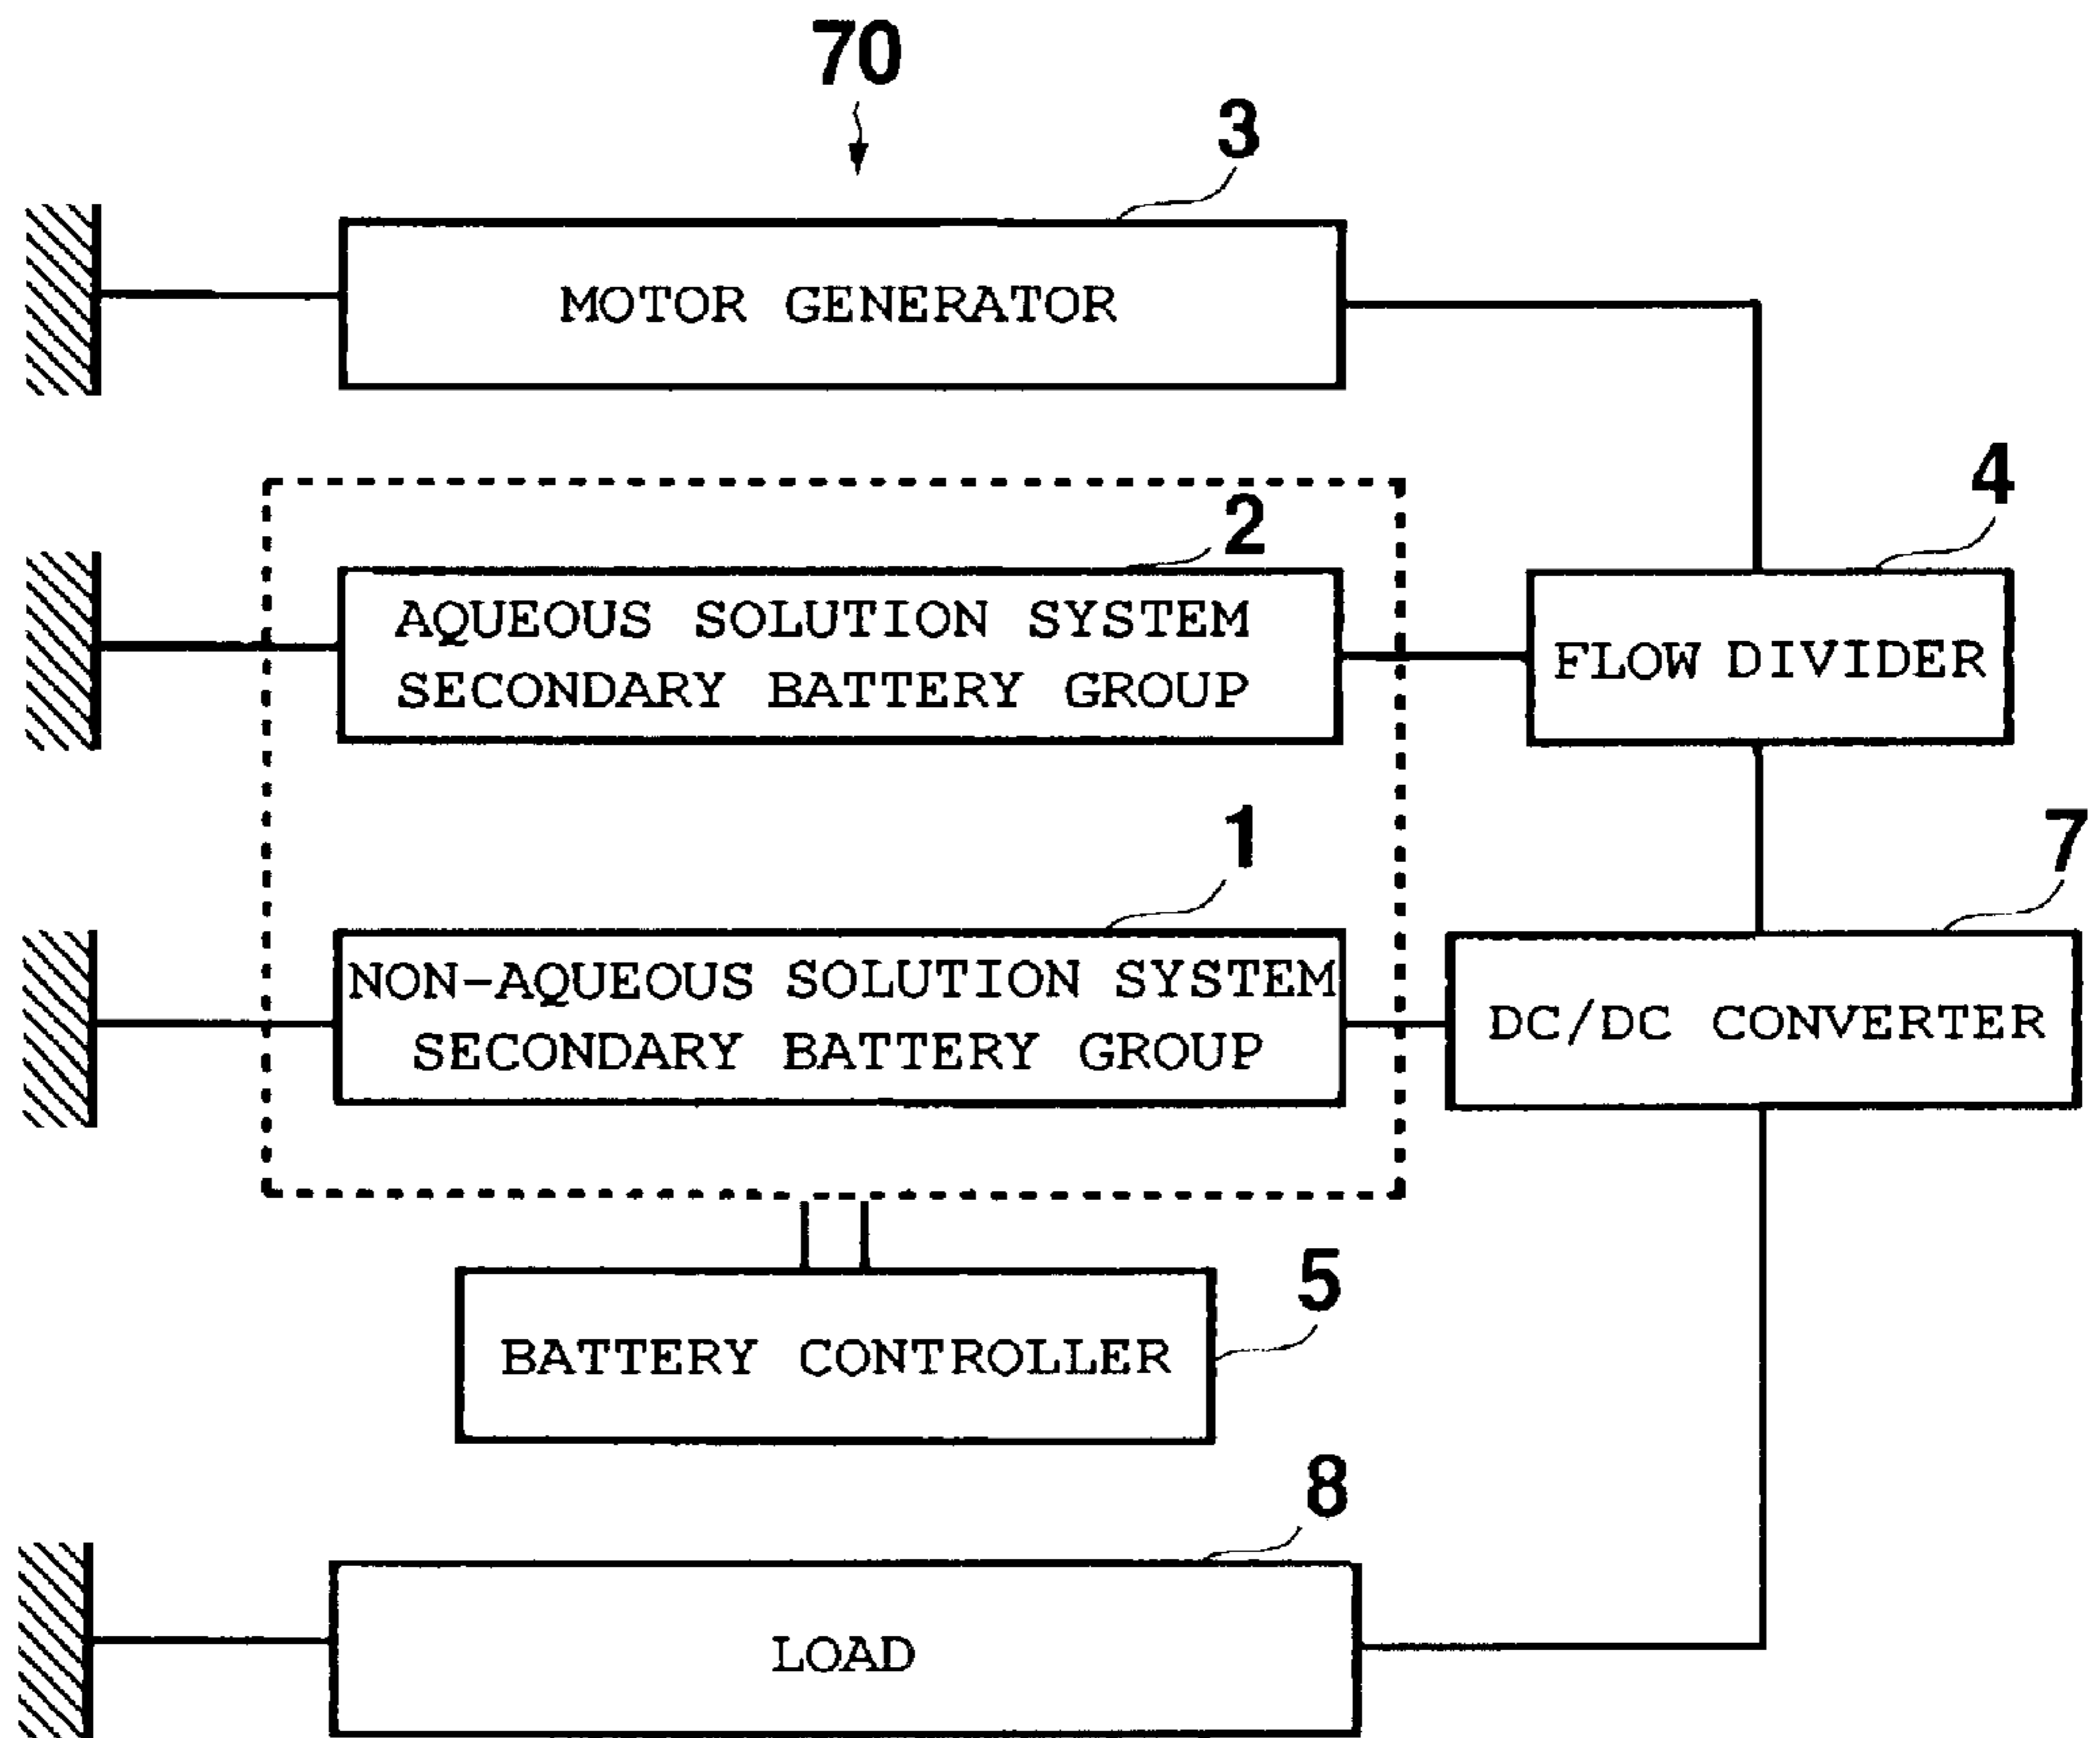 70
3
MOTOR GENERATOR
4
2
AQUEOUS SOLUTION SYSTEM
SECONDARY BATTERY GROUP
FLOW DIVIDER
1
7
NON-AQUEOUS SOLUTION SYSTEM
SECONDARY BATTERY GROUP
DC/DC CONVERTER
5
BATTERY CONTROLLER
8
LOAD